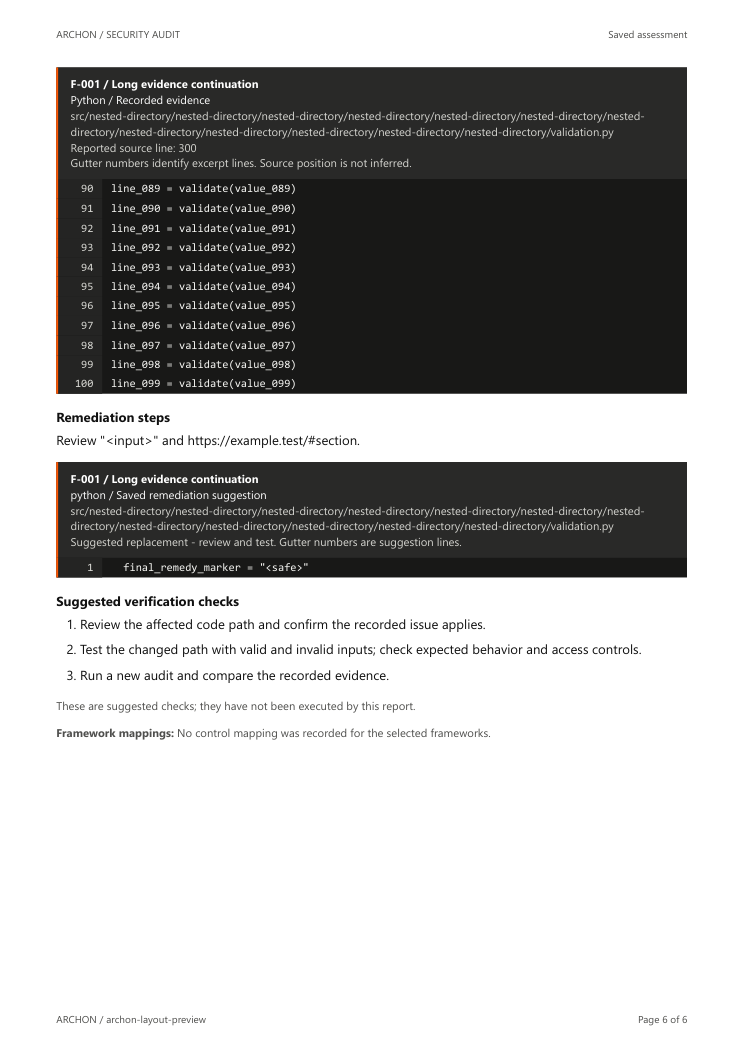 ARCHON / SECURITY AUDIT
Saved assessment
F-001 / Long evidence continuation
Python / Recorded evidence
src/nested-directory/nested-directory/nested-directory/nested-directory/nested-directory/nested-directory/nested-
directory/nested-directory/nested-directory/nested-directory/nested-directory/nested-directory/validation.py
Reported source line: 300
Gutter numbers identify excerpt lines. Source position is not inferred.
90 line_089 = validate(value_089)
91 line_090 = validate(value_090)
92 line_091 = validate(value_091)
93 line_092 = validate(value_092)
94 line_093 = validate(value_093)
95 line_094 = validate(value_094)
96 line_095 = validate(value_095)
97 line_096 = validate(value_096)
98 line_097 = validate(value_097)
99 line_098 = validate(value_098)
100 line_099 = validate(value_099)
Remediation steps
Review "<input>" and https://example.test/#section.
F-001 / Long evidence continuation
python / Saved remediation suggestion
src/nested-directory/nested-directory/nested-directory/nested-directory/nested-directory/nested-directory/nested-
directory/nested-directory/nested-directory/nested-directory/nested-directory/nested-directory/validation.py
Suggested replacement - review and test. Gutter numbers are suggestion lines.
1 final_remedy_marker = "<safe>"
Suggested verification checks
1. Review the affected code path and confirm the recorded issue applies.
2. Test the changed path with valid and invalid inputs; check expected behavior and access controls.
3. Run a new audit and compare the recorded evidence.
These are suggested checks; they have not been executed by this report.
Framework mappings: No control mapping was recorded for the selected frameworks.
ARCHON / archon-layout-preview
Page 6 of 6